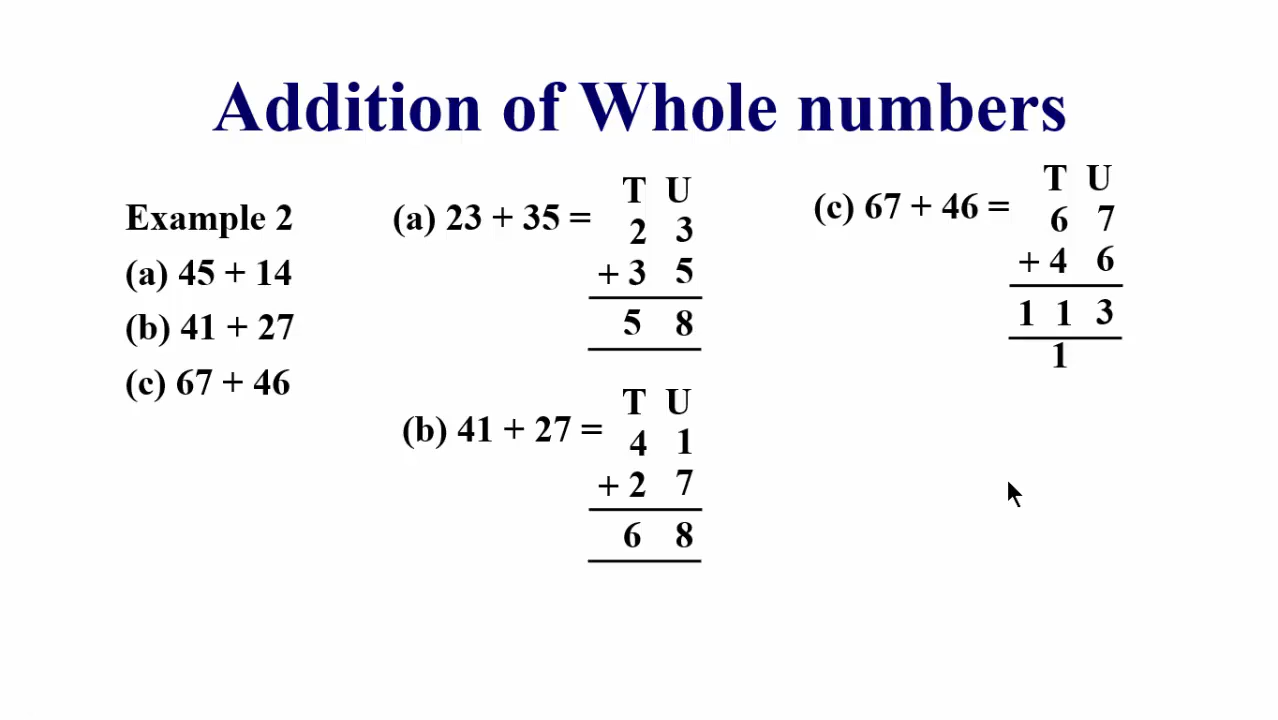 Addition of Whole numbers
Example 2
(a) 45 + 14
(b) 41 + 27
(c) 67 + 46
(a) 23 + 35 =
T U
2 3
+ 3 5
5 8
(b) 41 + 27 =
T U
4 1
+ 2 7
6 8
(c) 67 + 46 =
T U
6 7
+ 4 6
1 1 3
1